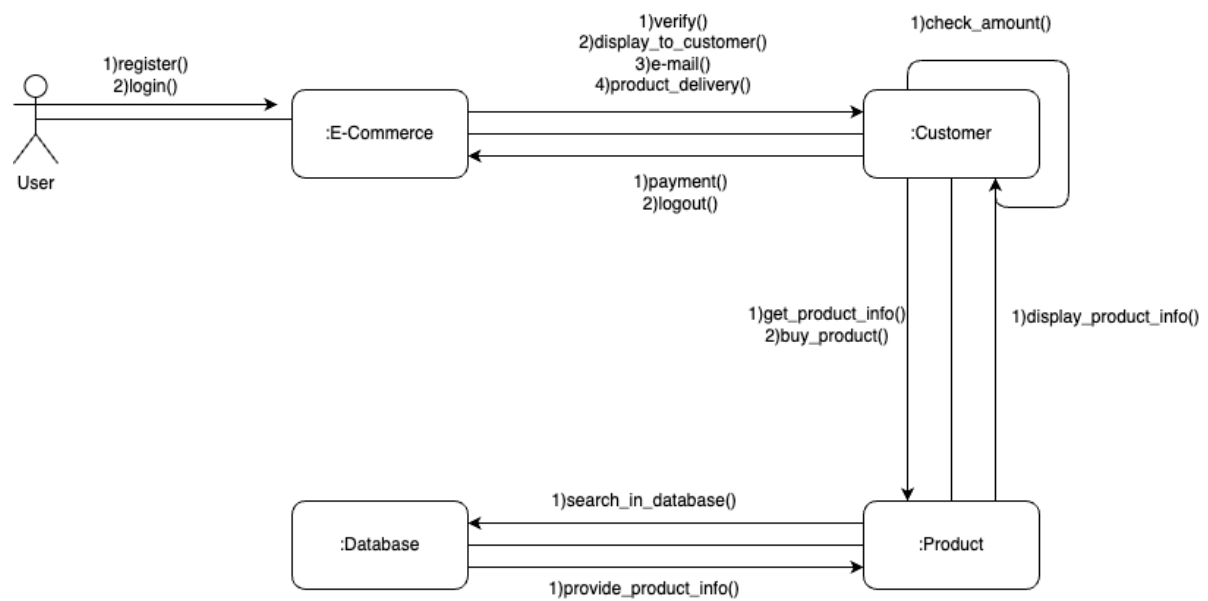 1)verify()
2)display_to_customer()
3)e-mail()
4)product_delivery()
1)check_amount()
1)register()
2)login()
:E-Commerce
:Customer
User
1)payment()
2)logout()
1)get_product_info()
2)buy_product()
1)display_product_info()
1)search_in_database()
:Database
:Product
1)provide_product_info()